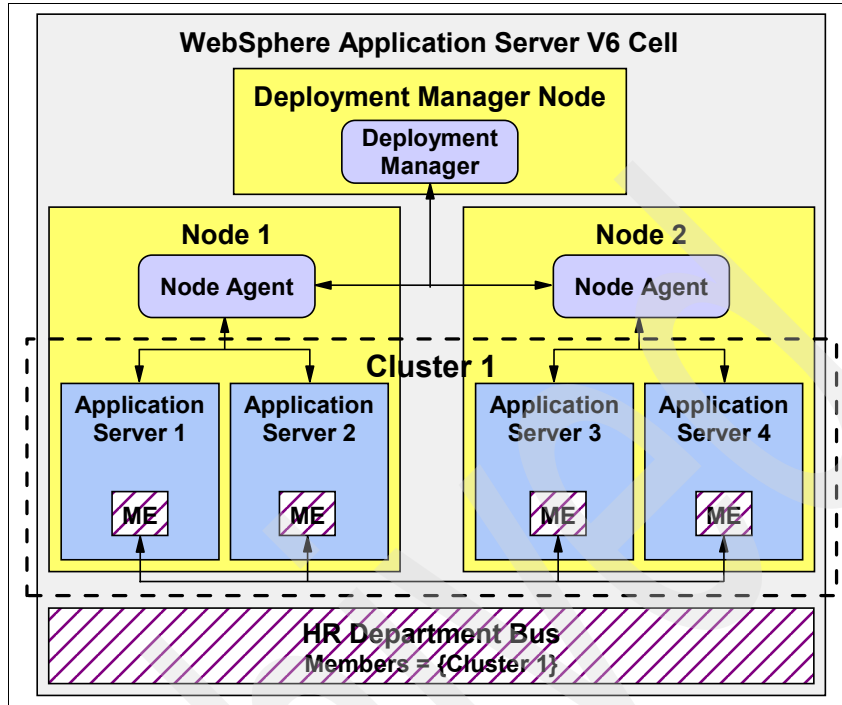 WebSphere Application Server V6 Cell
Deployment Manager Node
Deployment
Manager
Node 1
Node 2
Node Agent
Node Agent
Cluster 1
Application
Server 1
Application
Server 2
Application
Server 3
Application
Server 4
ME
ME
ME
ME
HR Department Bus
Members = {Cluster 1}